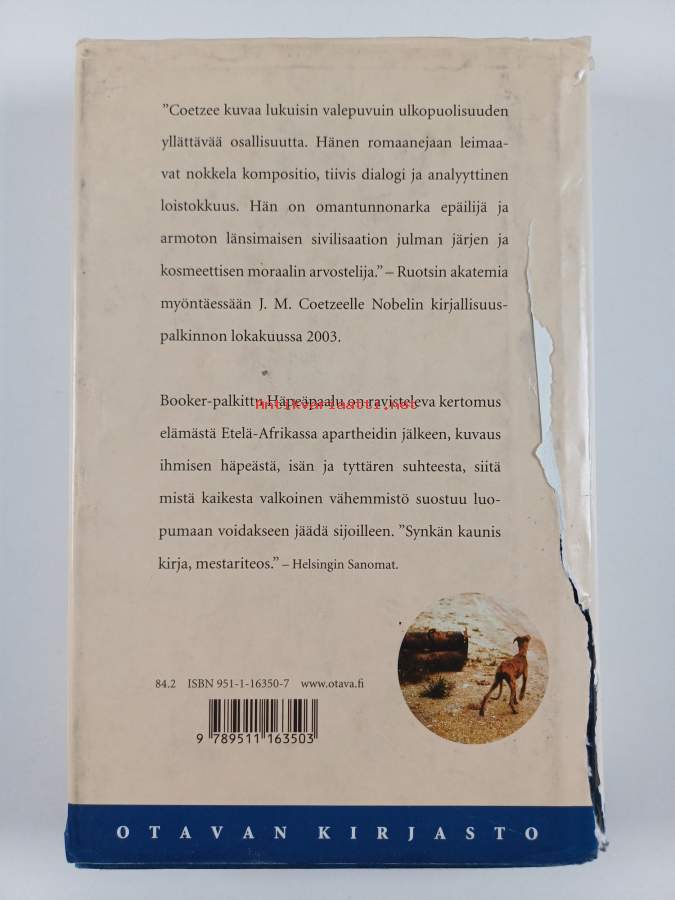 ”Coetzee kuvaa lukuisin valepuvuin ulkopuolisuuden
yllättävää osallisuutta. Hänen romaanejaan leimaa-
vat nokkela kompositio, tiivis dialogi ja analyyttinen
loistokkuus. Hän on omantunnonarka epäilijä ja
armoton länsimaisen sivilisaation julman järjen ja
kosmeettisen moraalin arvostelija.” – Ruotsin akatemia
myöntäessään J. M. Coetzeelle Nobelin kirjallisuus-
palkinnon lokakuussa 2003.
Booker-palkittu Häpeäpaalu on ravisteleva kertomus
Antikvariaatti.net
elämästä Etelä-Afrikassa apartheidin jälkeen, kuvaus
ihmisen häpeästä, isän ja tyttären suhteesta, siitä
mistä kaikesta valkoinen vähemmistö suostuu luo-
pumaan voidakseen jäädä sijoilleen. ”Synkän kaunis
kirja, mestariteos.” – Helsingin Sanomat.
84.2 ISBN 951-1-16350-7 www.otava.fi
9 789511 163503
OTAVAN KIRJASTO